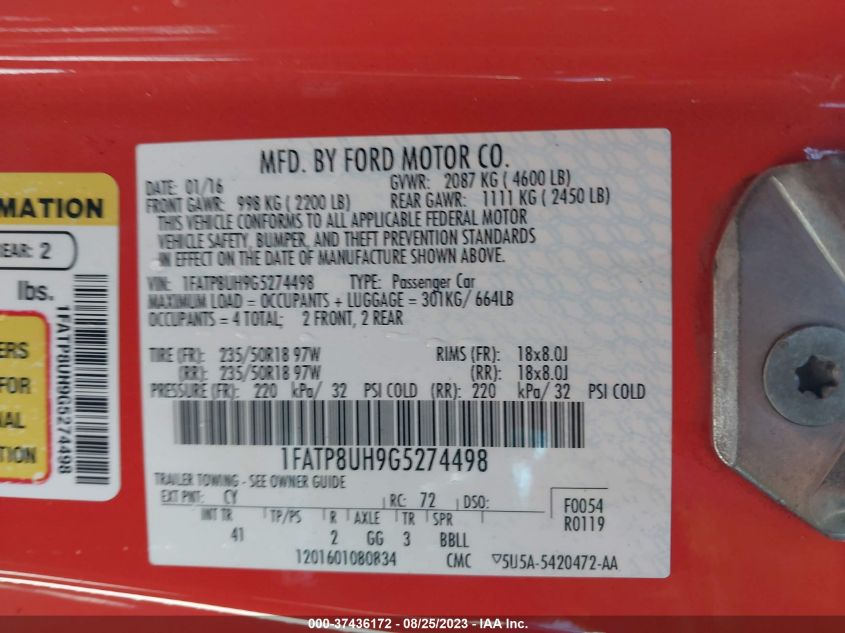 MFD. BY FORD MOTOR CO.
DATE: 01/16 GVWR: 2087 KG ( 4600 LB)
FRONT GAWR: 998 KG ( 2200 LB) REAR GAWR: 1111 KG ( 2450 LB)
THIS VEHICLE CONFORMS TO ALL APPLICABLE FEDERAL MOTOR
VEHICLE SAFETY, BUMPER, AND THEFT PREVENTION STANDARDS
IN EFFECT ON THE DATE OF MANUFACTURE SHOWN ABOVE.
VIN: 1FATP8UH9G5274498 TYPE: Passenger Car
MAXIMUM LOAD = OCCUPANTS + LUGGAGE = 301KG/ 664LB
OCCUPANTS = 4 TOTAL; 2 FRONT, 2 REAR
TIRE (FR): 235/50R18 97W RIMS (FR): 18x8.0J
(RR): 235/50R18 97W (RR): 18x8.0J
PRESSURE (FR): 220 kPa/ 32 PSI COLD (RR): 220 kPa/ 32 PSI COLD
1FATP8UH9G5274498
TRAILER TOWING - SEE OWNER GUIDE
EXT PNT: CY RC: 72 DSO: F0054
R0119
INT TR TP/PS R AXLE TR SPR
41 2 GG 3 BBLL
1201601080834 CMC ▽5U5A-5420472-AA
MATION
REAR: 2
lbs.
1FATP8UH9G5274498
ERS
FOR
AL
TION
000-37436172 - 08/25/2023 - IAA Inc.